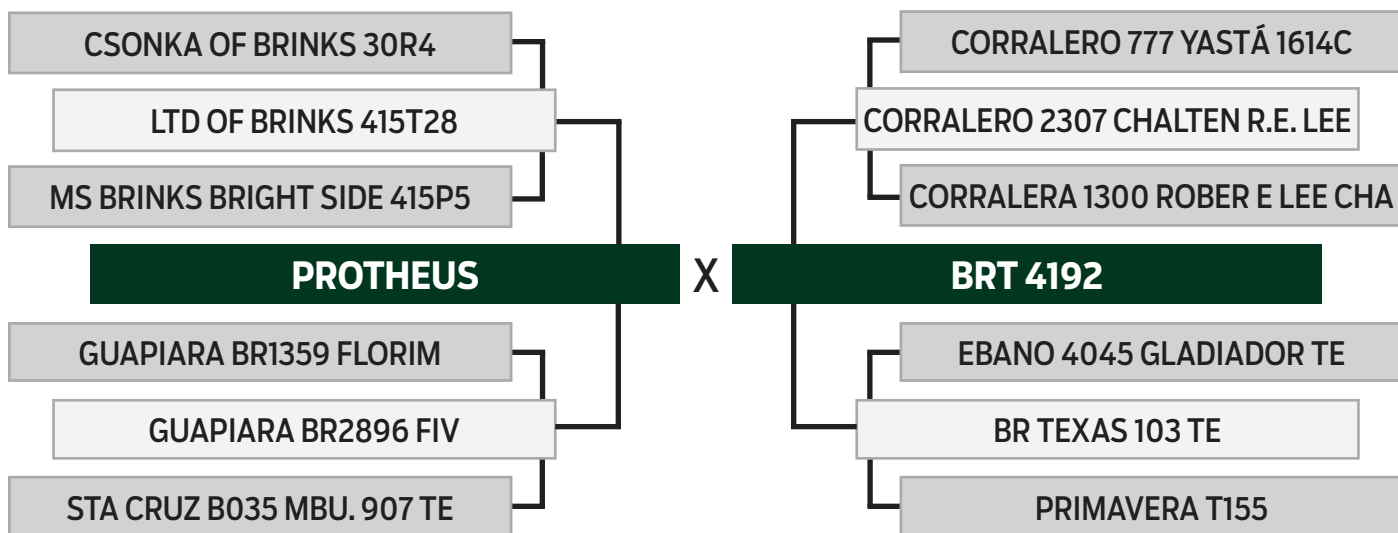 CSONKA OF BRINKS 30R4
LTD OF BRINKS 415T28
MS BRINKS BRIGHT SIDE 415P5
PROTHEUS
GUAPIARA BR1359 FLORIM
GUAPIARA BR2896 FIV
STA CRUZ B035 MBU. 907 TE
X
CORRALERO 777 YASTÁ 1614C
CORRALERO 2307 CHALTEN R.E. LEE
CORRALERA 1300 ROBER E LEE CHA
BRT 4192
EBANO 4045 GLADIADOR TE
BR TEXAS 103 TE
PRIMAVERA T155